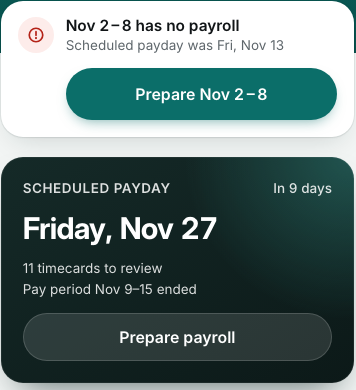 Nov 2–8 has no payroll
Scheduled payday was Fri, Nov 13
Prepare Nov 2–8
SCHEDULED PAYDAY
In 9 days
Friday, Nov 27
11 timecards to review
Pay period Nov 9–15 ended
Prepare payroll